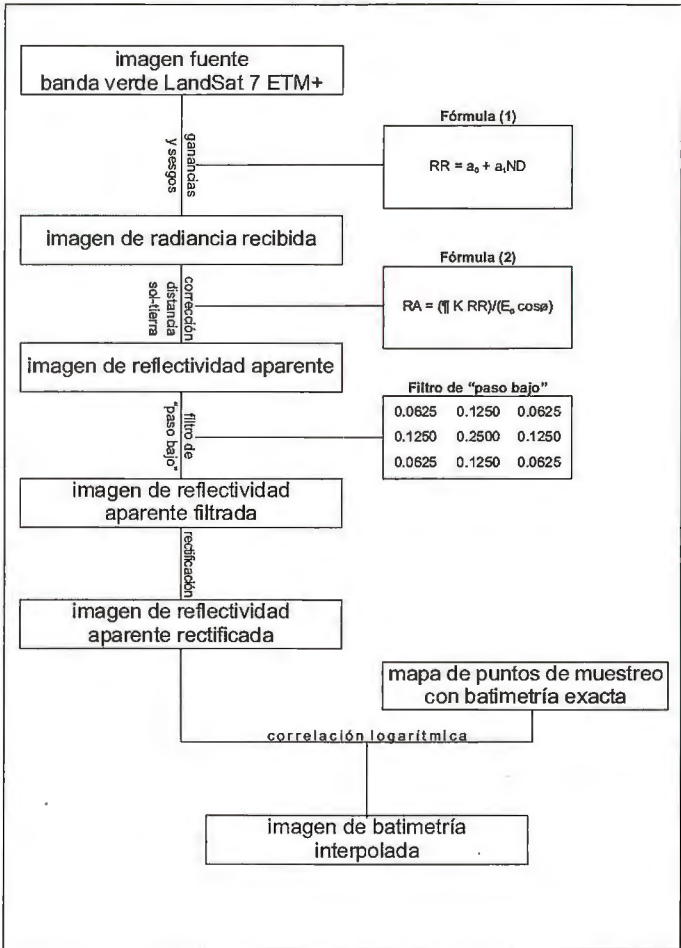 imagen fuente
banda verde LandSat 7 ETM+
ganancias
y sesgos
Fórmula (1)
RR = a₀ + a₁ND
imagen de radiancia recibida
corrección
distancia
sol-tierra
Fórmula (2)
RA = (¶ K RR)/(E₀ cosø)
imagen de reflectividad aparente
filtro de
"paso bajo"
Filtro de "paso bajo"
0.0625 0.1250 0.0625
0.1250 0.2500 0.1250
0.0625 0.1250 0.0625
imagen de reflectividad
aparente filtrada
rectificación
imagen de reflectividad
aparente rectificada
mapa de puntos de muestreo
con batimetría exacta
correlación logarítmica
imagen de batimetría
interpolada